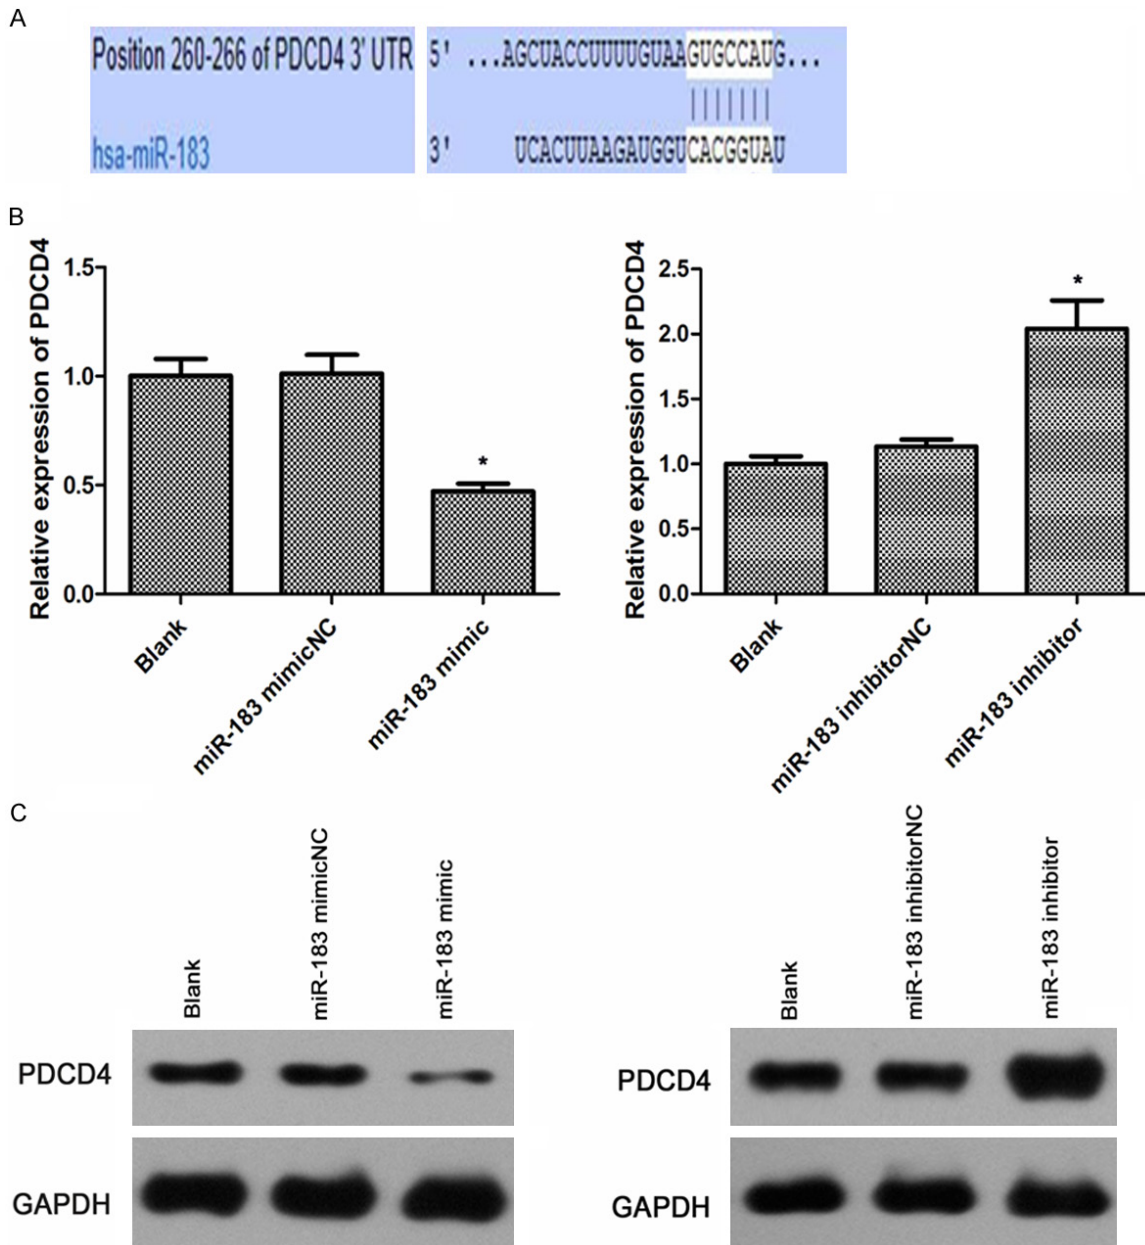 A
Position 260-266 of PDCD4 3' UTR 5' ...AGCUACCUUUUGUAAGUGCCAUG...
hsa-miR-183 3' UCACUUAAGAUGGUCACGGUAU
B
Relative expression of PDCD4
1.5
1.0
0.5
0.0
*
Blank
miR-183 mimicNC
miR-183 mimic
Relative expression of PDCD4
2.5
2.0
1.5
1.0
0.5
0.0
*
Blank
miR-183 inhibitorNC
miR-183 inhibitor
C
Blank
miR-183 mimicNC
miR-183 mimic
PDCD4
GAPDH
Blank
miR-183 inhibitorNC
miR-183 inhibitor
PDCD4
GAPDH